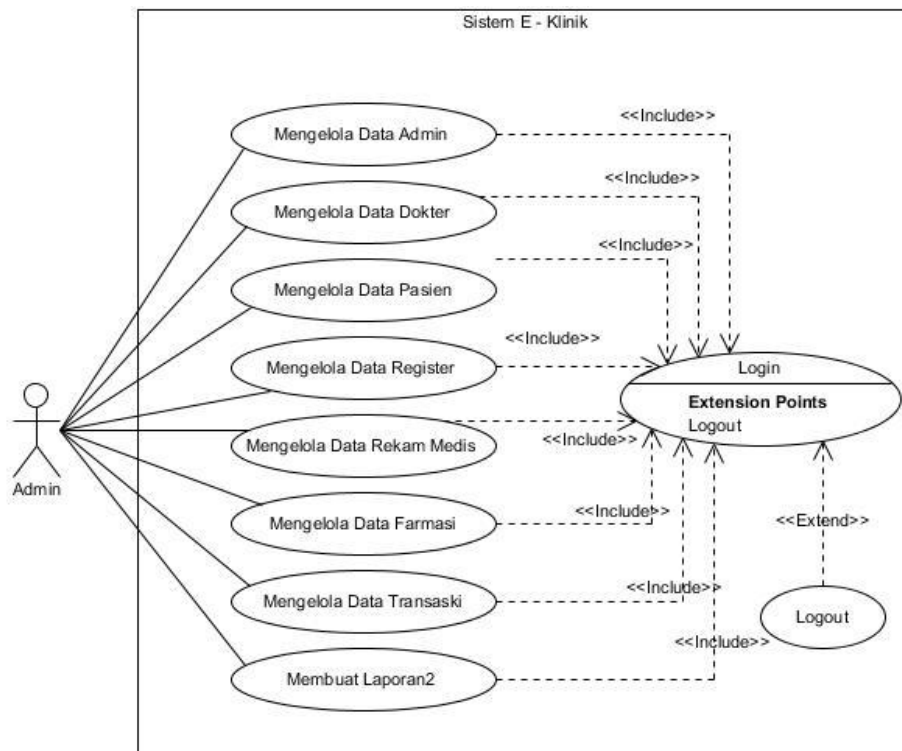 Sistem E - Klinik
Mengelola Data Admin
<<Include>>
Mengelola Data Dokter
<<Include>>
Mengelola Data Pasien
<<Include>>
Mengelola Data Register
<<Include>>
Login
Extension Points
Logout
Mengelola Data Rekam Medis
<<Include>>
Admin
Mengelola Data Farmasi
<<Include>>
<<Extend>>
Mengelola Data Transaski
<<Include>>
Logout
<<Include>>
Membuat Laporan2